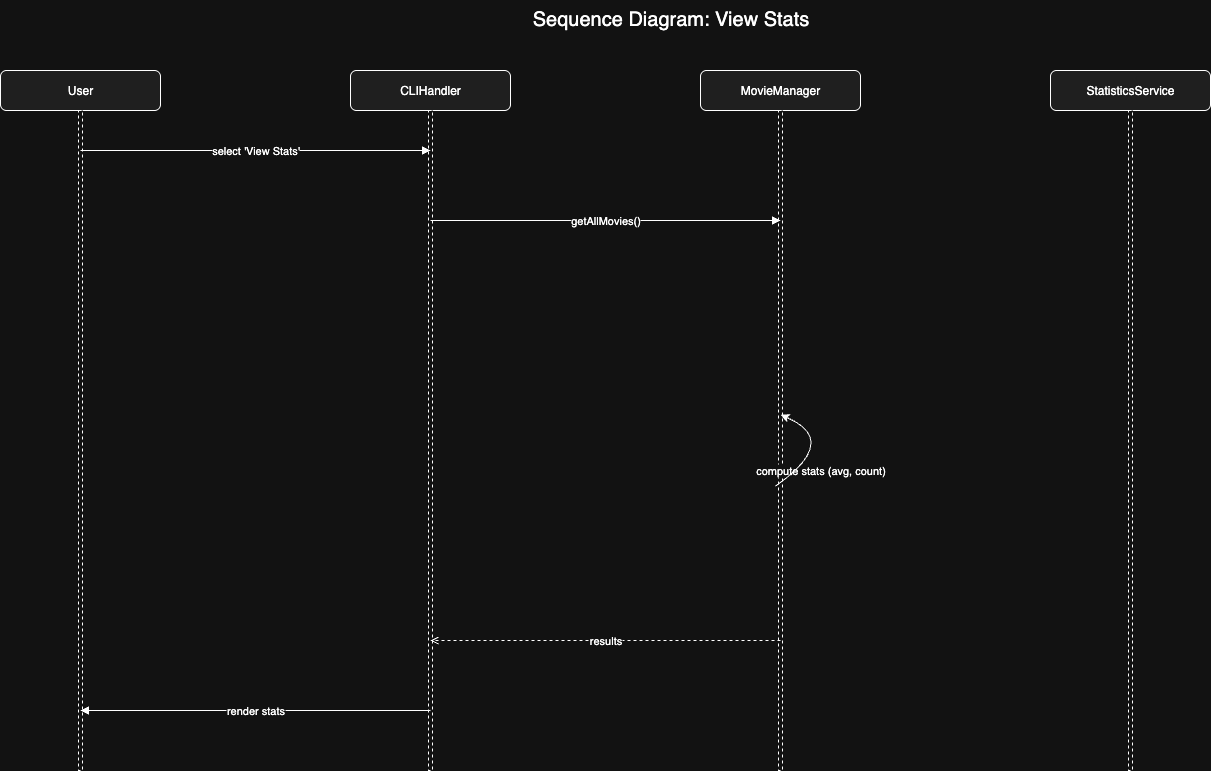 Sequence Diagram: View Stats
User
CLIHandler
MovieManager
StatisticsService
select 'View Stats'
getAllMovies()
compute stats (avg, count)
results
render stats